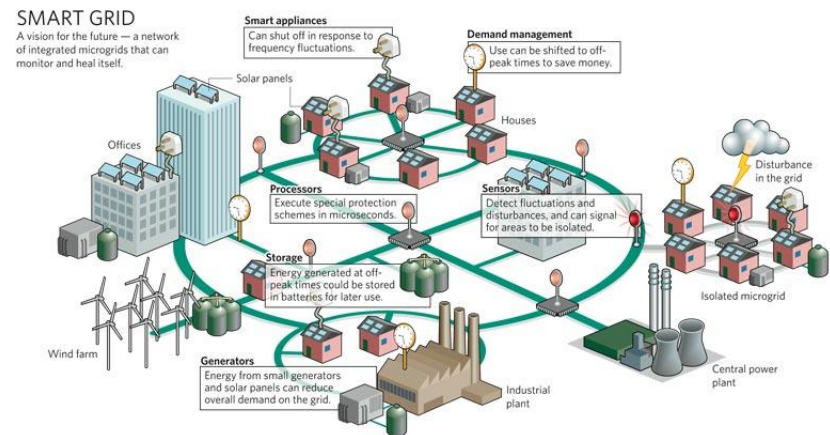 SMART GRID
A vision for the future — a network
of integrated microgrids that can
monitor and heal itself.
Smart appliances
Can shut off in response to
frequency fluctuations.
Demand management
Use can be shifted to off-
peak times to save money.
Solar panels
Houses
Offices
Disturbance
in the grid
Processors
Execute special protection
schemes in microseconds.
Sensors
Detect fluctuations and
disturbances, and can signal
for areas to be isolated.
Storage
Energy generated at off-
peak times could be stored
in batteries for later use.
Isolated microgrid
Wind farm
Generators
Energy from small generators
and solar panels can reduce
overall demand on the grid.
Industrial
plant
Central power
plant